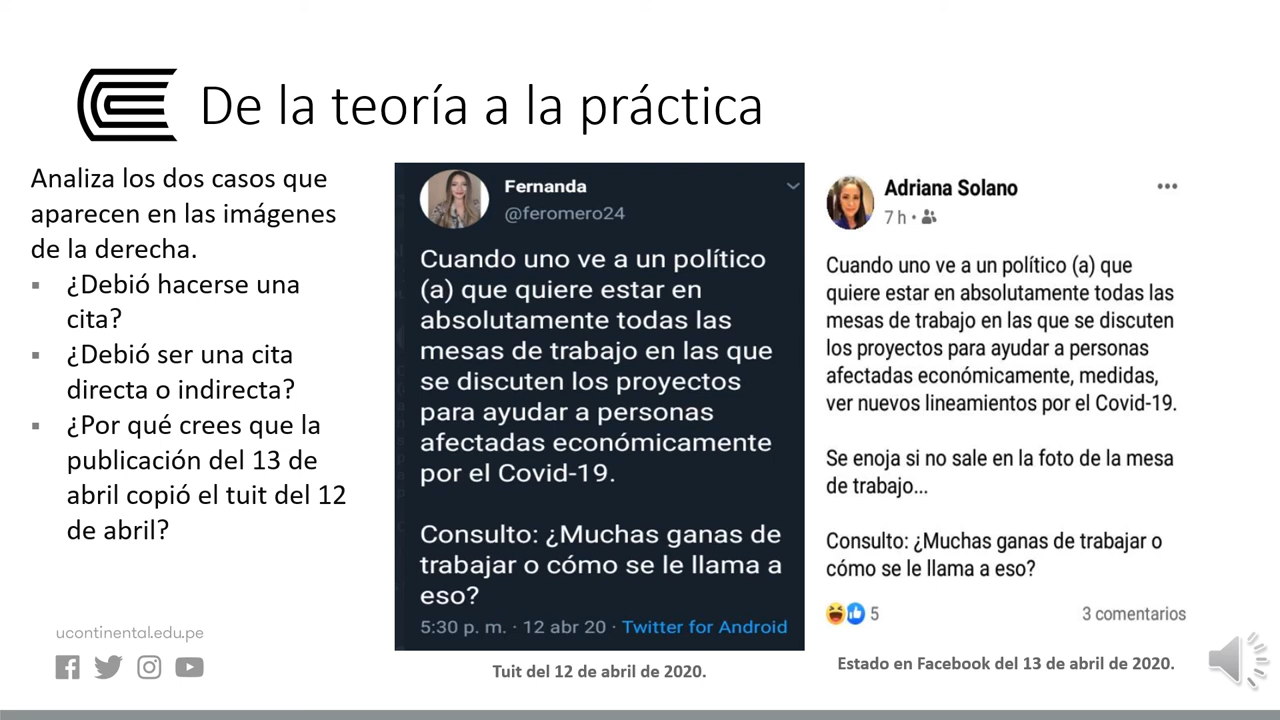 De la teoría a la práctica
Analiza los dos casos que
aparecen en las imágenes
de la derecha.
▪ ¿Debió hacerse una
cita?
▪ ¿Debió ser una cita
directa o indirecta?
▪ ¿Por qué crees que la
publicación del 13 de
abril copió el tuit del 12
de abril?
ucontinental.edu.pe
Fernanda
@feromero24
Cuando uno ve a un político
(a) que quiere estar en
absolutamente todas las
mesas de trabajo en las que
se discuten los proyectos
para ayudar a personas
afectadas económicamente
por el Covid-19.
Consulto: ¿Muchas ganas de
trabajar o cómo se le llama a
eso?
5:30 p. m. · 12 abr 20 · Twitter for Android
Tuit del 12 de abril de 2020.
Adriana Solano
7 h ·
Cuando uno ve a un político (a) que
quiere estar en absolutamente todas las
mesas de trabajo en las que se discuten
los proyectos para ayudar a personas
afectadas económicamente, medidas,
ver nuevos lineamientos por el Covid-19.
Se enoja si no sale en la foto de la mesa
de trabajo...
Consulto: ¿Muchas ganas de trabajar o
cómo se le llama a eso?
5
3 comentarios
Estado en Facebook del 13 de abril de 2020.